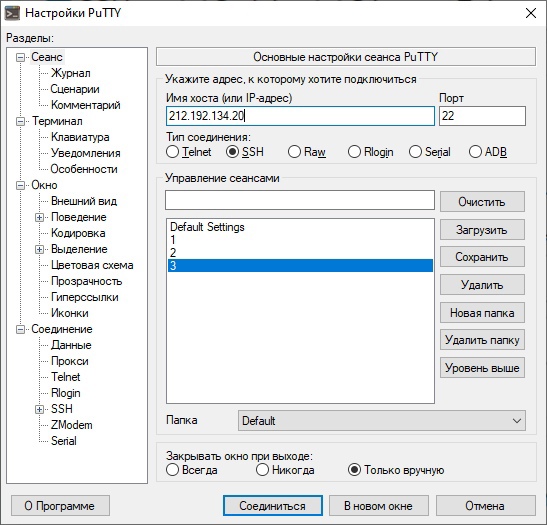 Настройки PuTTY
Разделы:
Сеанс
Журнал
Сценарии
Комментарий
Терминал
Клавиатура
Уведомления
Особенности
Окно
Внешний вид
Поведение
Кодировка
Выделение
Цветовая схема
Прозрачность
Гиперссылки
Иконки
Соединение
Данные
Прокси
Telnet
Rlogin
SSH
ZModem
Serial
Основные настройки сеанса PuTTY
Укажите адрес, к которому хотите подключиться
Имя хоста (или IP-адрес) Порт
212.192.134.20 22
Тип соединения:
Telnet SSH Raw Rlogin Serial ADB
Управление сеансами
Default Settings
1
2
3
Очистить
Загрузить
Сохранить
Удалить
Новая папка
Удалить папку
Уровень выше
Папка Default
Закрывать окно при выходе:
Всегда Никогда Только вручную
О Программе Соединиться В новом окне Отмена